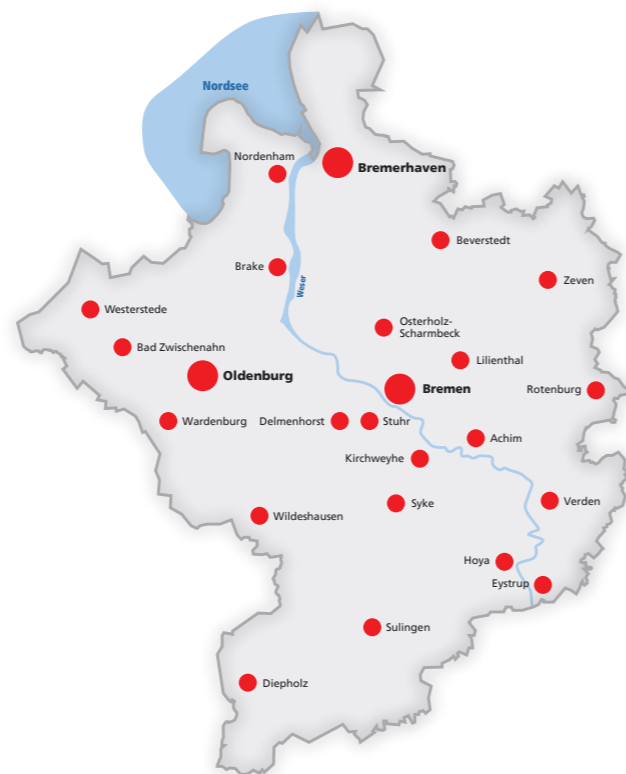 Nordsee
Nordenham
Bremerhaven
Beverstedt
Brake
Zeven
Weser
Westerstede
Osterholz-
Scharmbeck
Bad Zwischenahn
Lilienthal
Oldenburg
Bremen
Rotenburg
Wardenburg
Delmenhorst
Stuhr
Achim
Kirchweyhe
Verden
Syke
Wildeshausen
Hoya
Eystrup
Sulingen
Diepholz